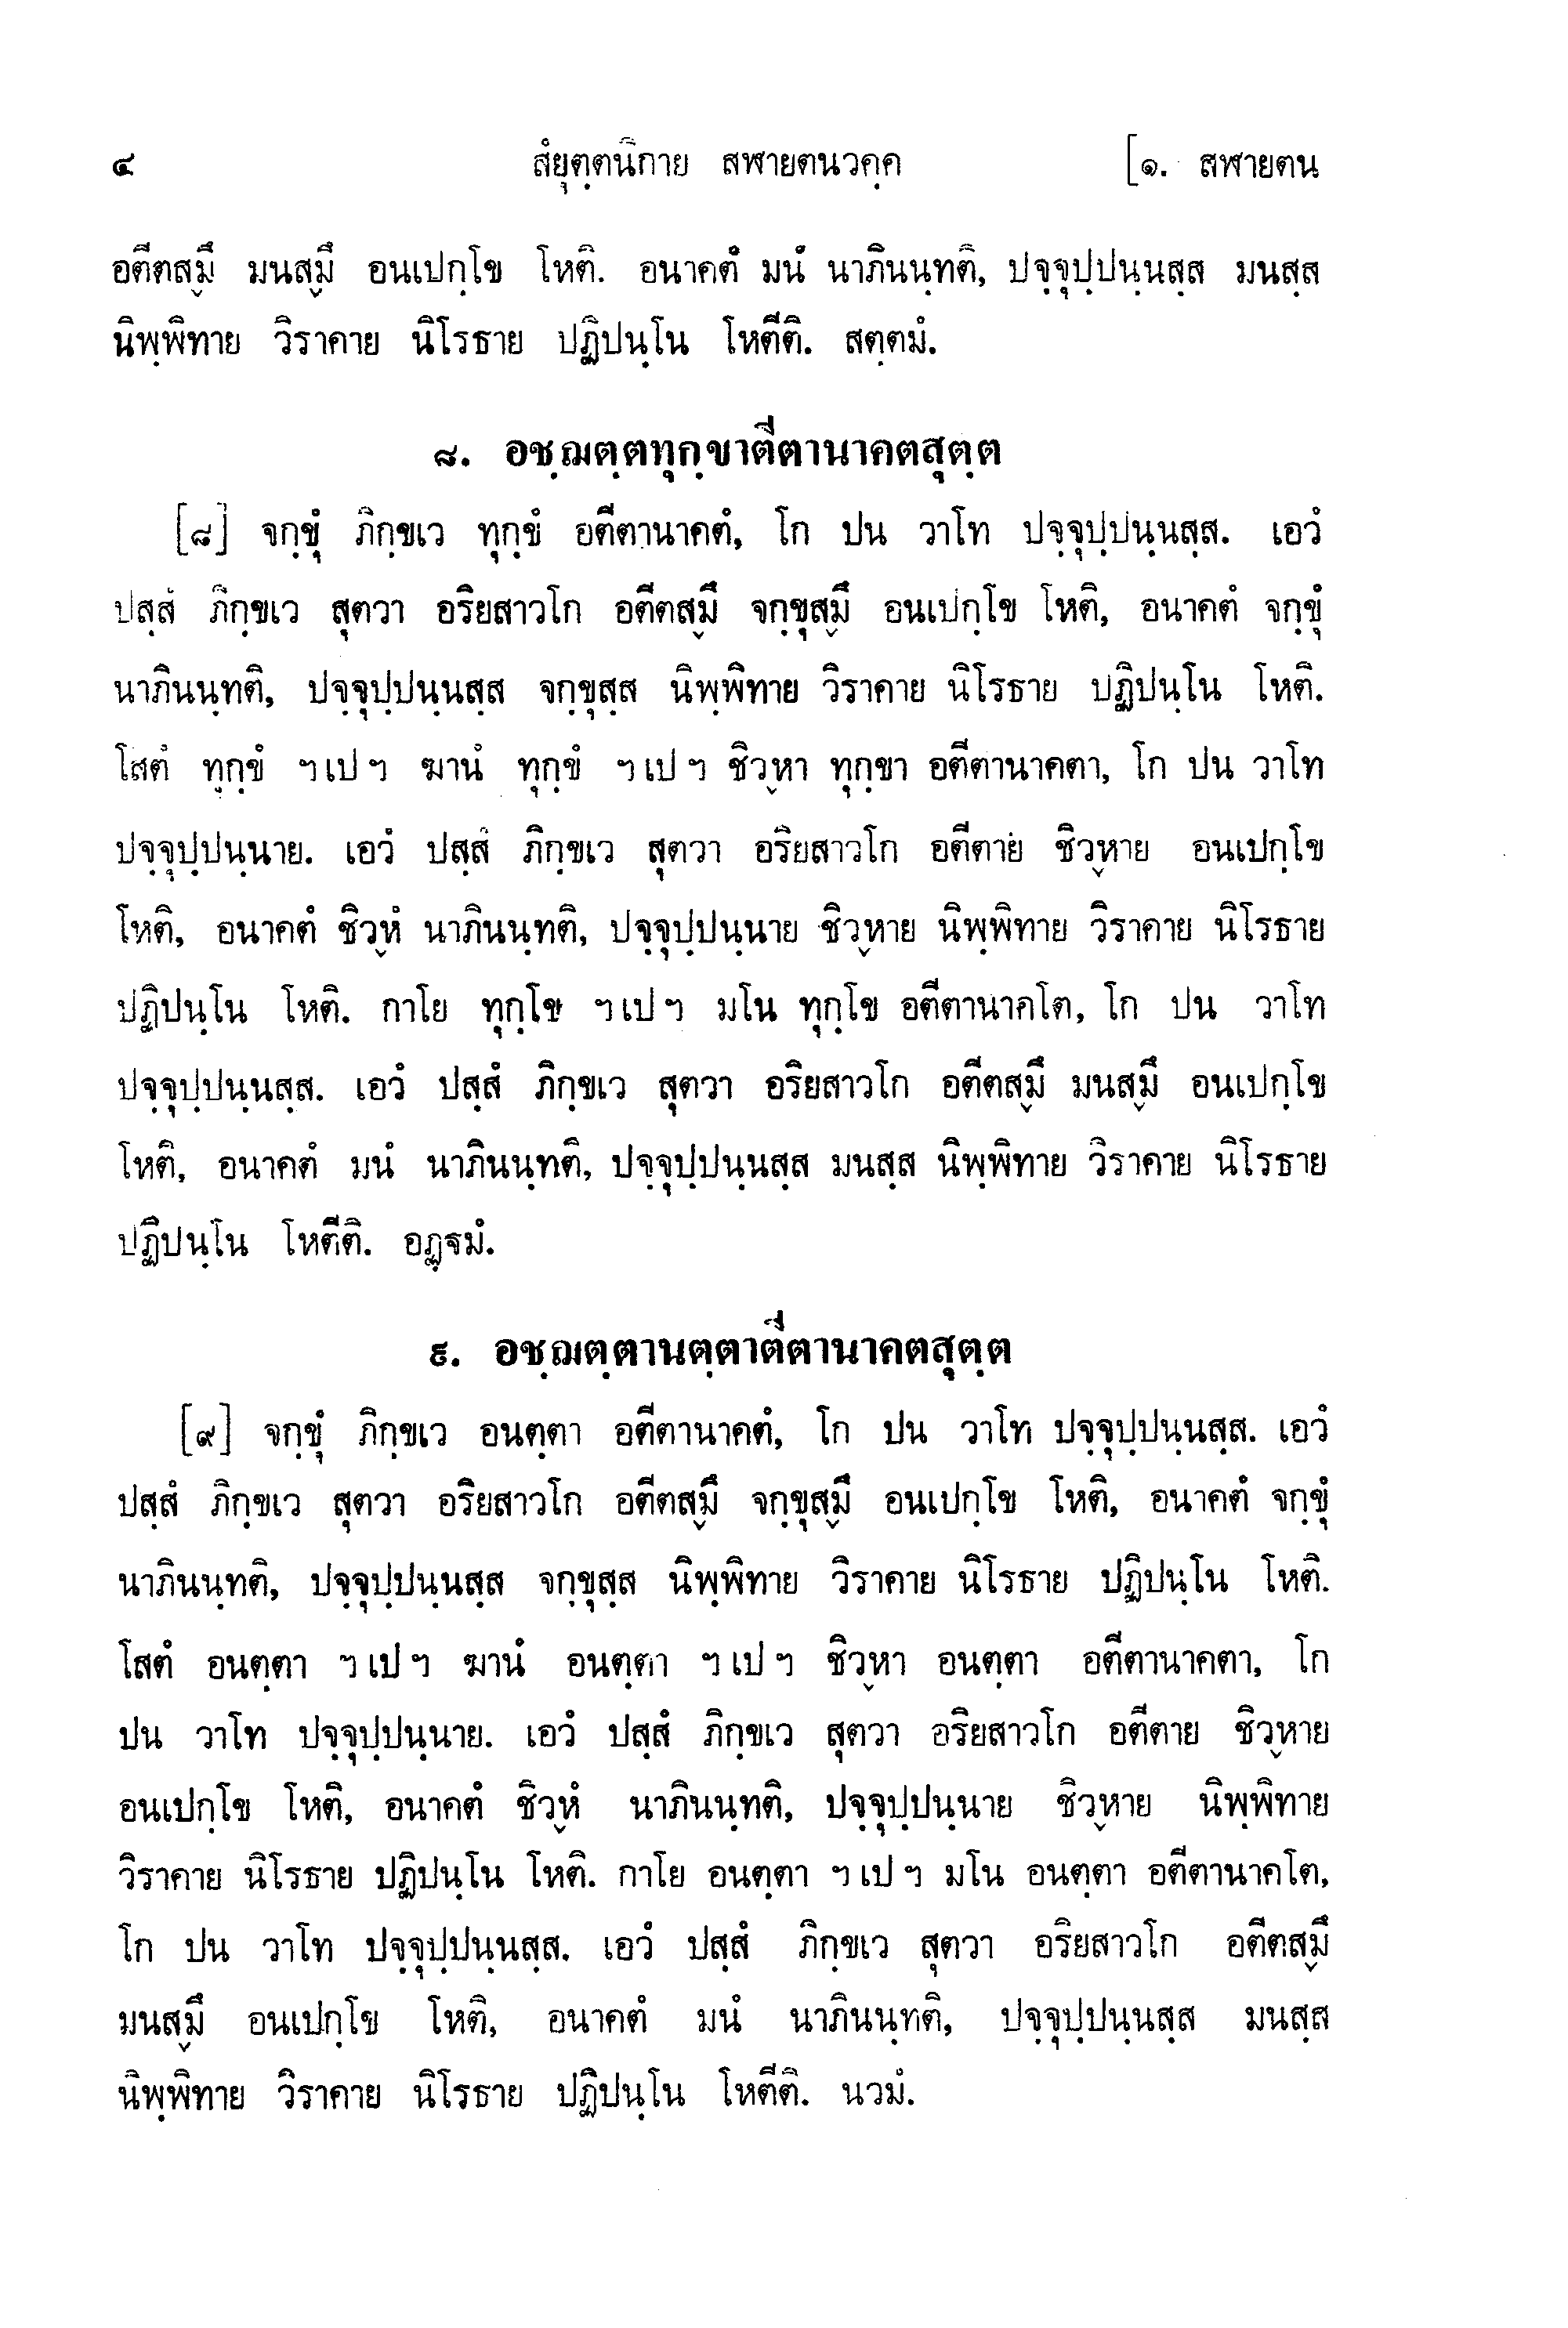 ๔ สํยุตฺตนิกาย สฬายตนวคฺค [๑. สฬายตน
อตีตสฺมึ มนสฺมึ อนเปกฺโข โหติ. อนาคตํ มนํ นาภินนฺทติ, ปจฺจุปฺปนฺนสฺส มนสฺส
นิพฺพิทาย วิราคาย นิโรธาย ปฏิปนฺโน โหตีติ. สตฺตมํ.
๘. อชฺฌตฺตทุกฺขาตีตานาคตสุตฺต
[๘] จกฺขุํ ภิกฺขเว ทุกฺขํ อตีตานาคตํ, โก ปน วาโท ปจฺจุปฺปนฺนสฺส. เอวํ
ปสฺสํ ภิกฺขเว สุตวา อริยสาวโก อตีตสฺมึ จกฺขุสฺมึ อนเปกฺโข โหติ, อนาคตํ จกฺขุํ
นาภินนฺทติ, ปจฺจุปฺปนฺนสฺส จกฺขุสฺส นิพฺพิทาย วิราคาย นิโรธาย ปฏิปนฺโน โหติ.
โสตํ ทุกฺขํ ฯเปฯ ฆานํ ทุกฺขํ ฯเปฯ ชิวฺหา ทุกฺขา อตีตานาคตา, โก ปน วาโท
ปจฺจุปฺปนฺนาย. เอวํ ปสฺสํ ภิกฺขเว สุตวา อริยสาวโก อตีตาย ชิวฺหาย อนเปกฺโข
โหติ, อนาคตํ ชิวฺหํ นาภินนฺทติ, ปจฺจุปฺปนฺนาย ชิวฺหาย นิพฺพิทาย วิราคาย นิโรธาย
ปฏิปนฺโน โหติ. กาโย ทุกฺโข ฯเปฯ มโน ทุกฺโข อตีตานาคโต, โก ปน วาโท
ปจฺจุปฺปนฺนสฺส. เอวํ ปสฺสํ ภิกฺขเว สุตวา อริยสาวโก อตีตสฺมึ มนสฺมึ อนเปกฺโข
โหติ, อนาคตํ มนํ นาภินนฺทติ, ปจฺจุปฺปนฺนสฺส มนสฺส นิพฺพิทาย วิราคาย นิโรธาย
ปฏิปนฺโน โหตีติ. อฏฺฐมํ.
๙. อชฺฌตฺตานตฺตาตีตานาคตสุตฺต
[๙] จกฺขุํ ภิกฺขเว อนตฺตา อตีตานาคตํ, โก ปน วาโท ปจฺจุปฺปนฺนสฺส. เอวํ
ปสฺสํ ภิกฺขเว สุตวา อริยสาวโก อตีตสฺมึ จกฺขุสฺมึ อนเปกฺโข โหติ, อนาคตํ จกฺขุํ
นาภินนฺทติ, ปจฺจุปฺปนฺนสฺส จกฺขุสฺส นิพฺพิทาย วิราคาย นิโรธาย ปฏิปนฺโน โหติ.
โสตํ อนตฺตา ฯเปฯ ฆานํ อนตฺตา ฯเปฯ ชิวฺหา อนตฺตา อตีตานาคตา, โก
ปน วาโท ปจฺจุปฺปนฺนาย. เอวํ ปสฺสํ ภิกฺขเว สุตวา อริยสาวโก อตีตาย ชิวฺหาย
อนเปกฺโข โหติ, อนาคตํ ชิวฺหํ นาภินนฺทติ, ปจฺจุปฺปนฺนาย ชิวฺหาย นิพฺพิทาย
วิราคาย นิโรธาย ปฏิปนฺโน โหติ. กาโย อนตฺตา ฯเปฯ มโน อนตฺตา อตีตานาคโต,
โก ปน วาโท ปจฺจุปฺปนฺนสฺส. เอวํ ปสฺสํ ภิกฺขเว สุตวา อริยสาวโก อตีตสฺมึ
มนสฺมึ อนเปกฺโข โหติ, อนาคตํ มนํ นาภินนฺทติ, ปจฺจุปฺปนฺนสฺส มนสฺส
นิพฺพิทาย วิราคาย นิโรธาย ปฏิปนฺโน โหตีติ. นวมํ.